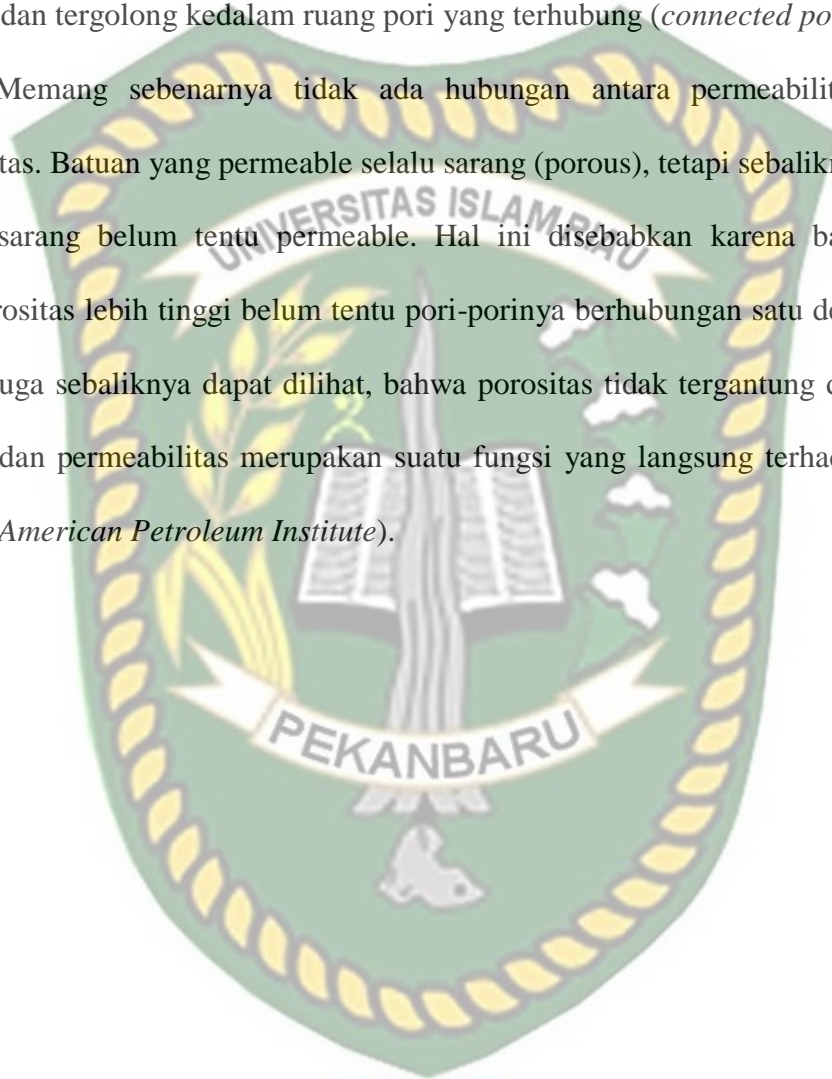 dan tergolong kedalam ruang pori yang terhubung (connected po
Memang sebenarnya tidak ada hubungan antara permeabilit
tas. Batuan yang permeable selalu sarang (porous), tetapi sebalikn
UNIVERSITAS ISLAM RIAU
sarang belum tentu permeable. Hal ini disebabkan karena ba
rositas lebih tinggi belum tentu pori-porinya berhubungan satu de
uga sebaliknya dapat dilihat, bahwa porositas tidak tergantung d
dan permeabilitas merupakan suatu fungsi yang langsung terhad
American Petroleum Institute).
PEKANBARU